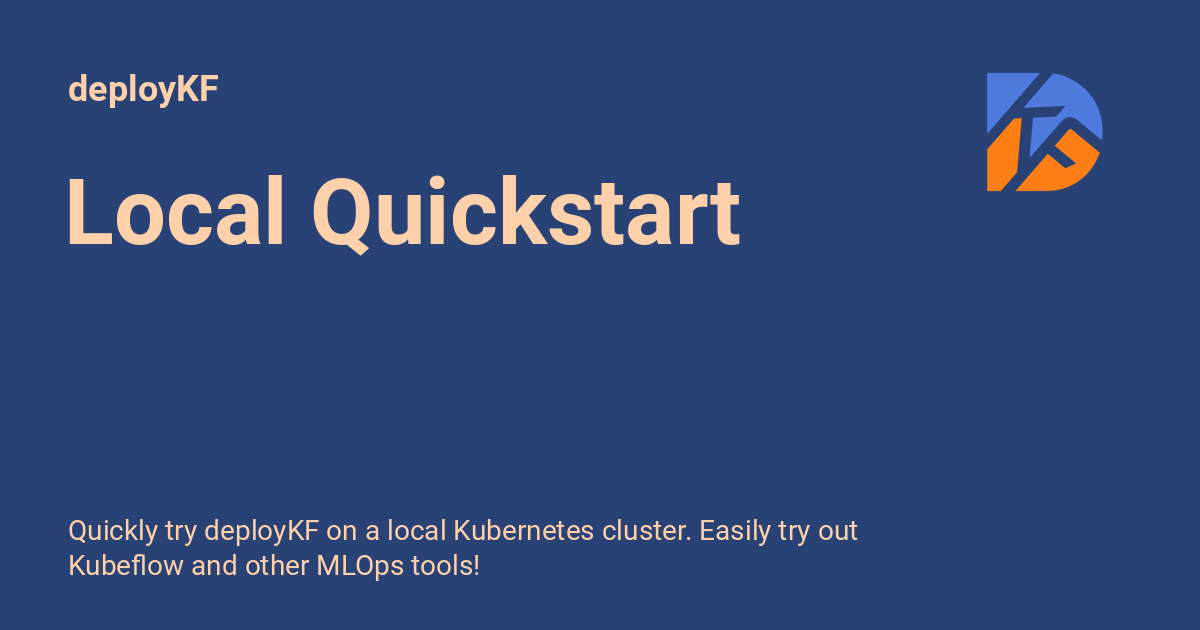 deployKF
Local Quickstart
Quickly try deployKF on a local Kubernetes cluster. Easily try out
Kubeflow and other MLOps tools!